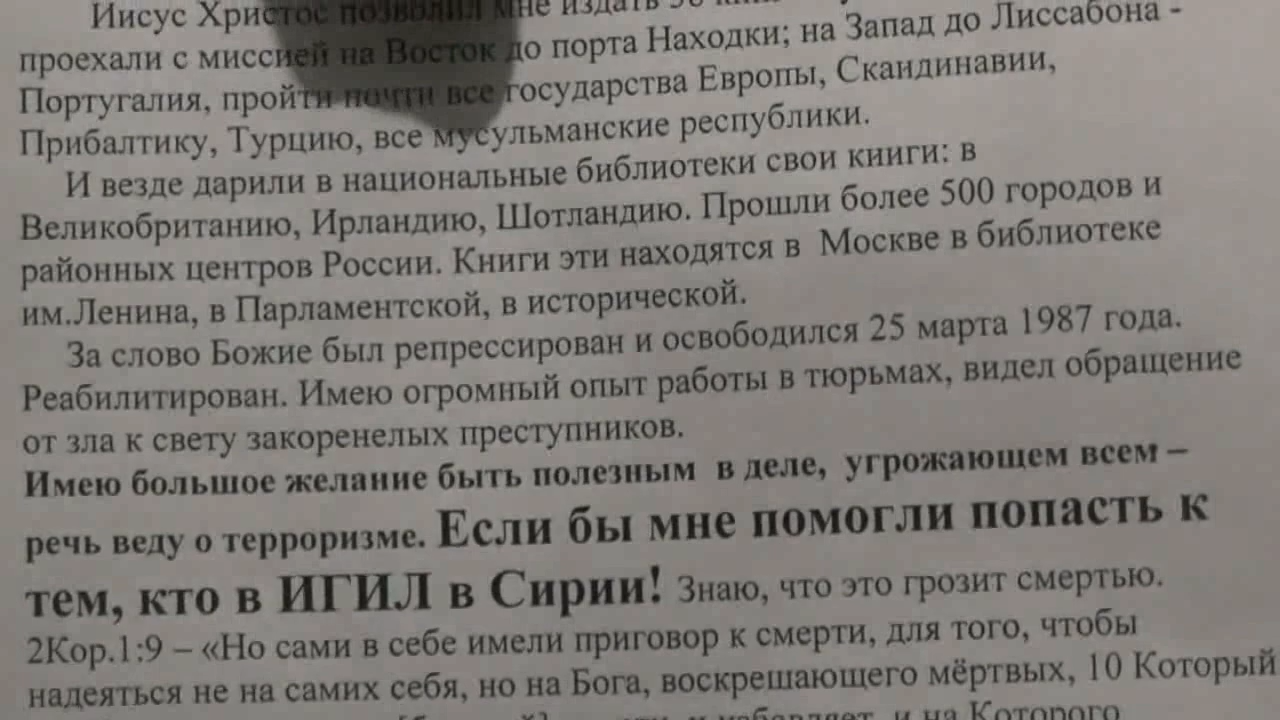 Иисус Христос позволил мне издать 38
проехали с миссией на Восток до порта Находки; на Запад до Лиссабона -
Португалия, пройти почти все государства Европы, Скандинавии,
Прибалтику, Турцию, все мусульманские республики.
И везде дарили в национальные библиотеки свои книги: в
Великобританию, Ирландию, Шотландию. Прошли более 500 городов и
районных центров России. Книги эти находятся в Москве в библиотеке
им.Ленина, в Парламентской, в исторической.
За слово Божие был репрессирован и освободился 25 марта 1987 года.
Реабилитирован. Имею огромный опыт работы в тюрьмах, видел обращение
от зла к свету закоренелых преступников.
Имею большое желание быть полезным в деле, угрожающем всем –
речь веду о терроризме. Если бы мне помогли попасть к
тем, кто в ИГИЛ в Сирии! Знаю, что это грозит смертью.
2Кор.1:9 – «Но сами в себе имели приговор к смерти, для того, чтобы
надеяться не на самих себя, но на Бога, воскрешающего мёртвых, 10 Который
и избавляет, и на Которого